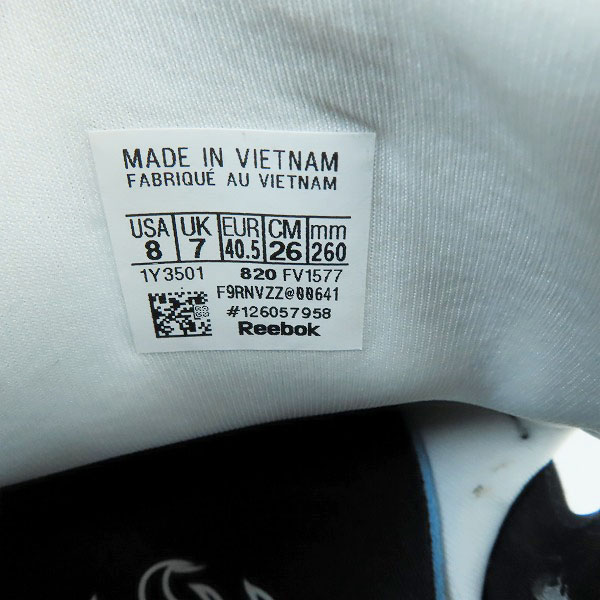 MADE IN VIETNAM
FABRIQUÉ AU VIETNAM
USA UK EUR CM mm
8 7 40.5 26 260
1Y3501 820 FV1577
F9RNVZZ@00641
#126057958
Reebok